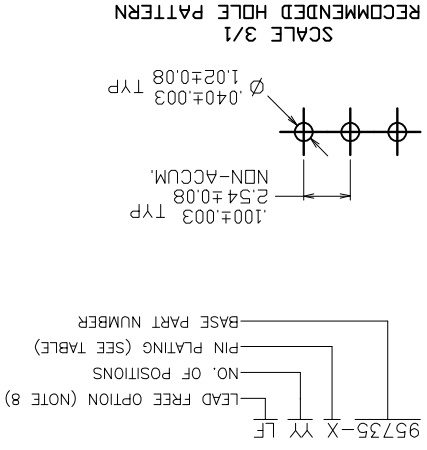 95735-X YY LF
LEAD FREE OPTION (NOTE 8)
NO. OF POSITIONS
PIN PLATING (SEE TABLE)
BASE PART NUMBER
.100±.003 TYP
2.54±0.08
NON-ACCUM.
Ø .040±.003 TYP
1.02±0.08
SCALE 3/1
RECOMMENDED HOLE PATTERN